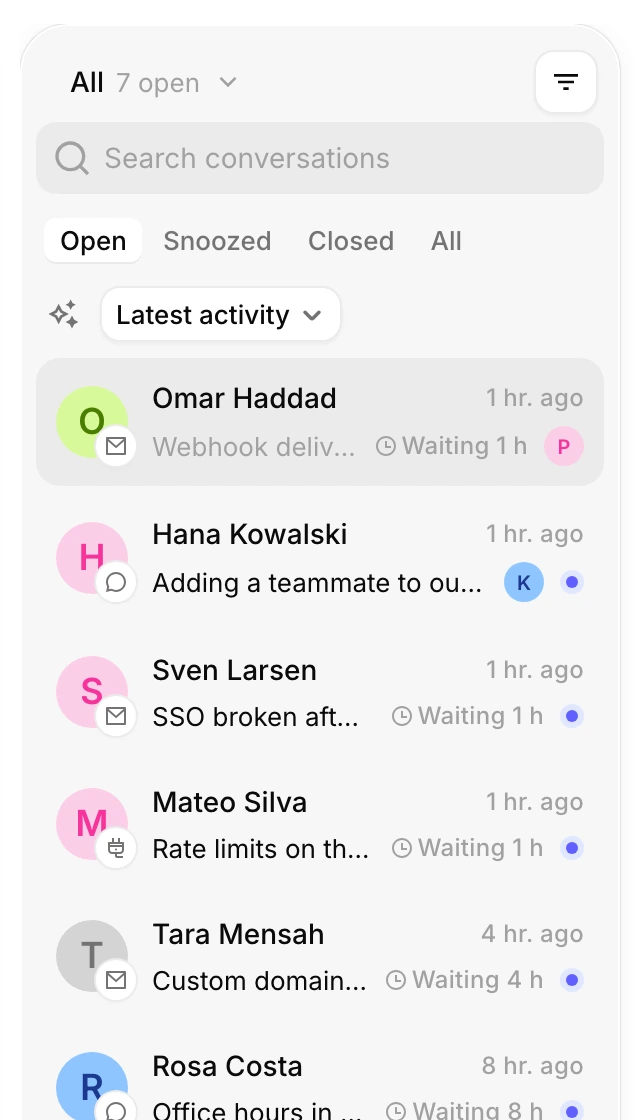 All 7 open
Search conversations
Open Snoozed Closed All
Latest activity
O Omar Haddad 1 hr. ago
Webhook deliv... Waiting 1 h P
H Hana Kowalski 1 hr. ago
Adding a teammate to ou... K
S Sven Larsen 1 hr. ago
SSO broken aft... Waiting 1 h
M Mateo Silva 1 hr. ago
Rate limits on th... Waiting 1 h
T Tara Mensah 4 hr. ago
Custom domain... Waiting 4 h
R Rosa Costa 8 hr. ago
Office hours in ... Waiting 8 h